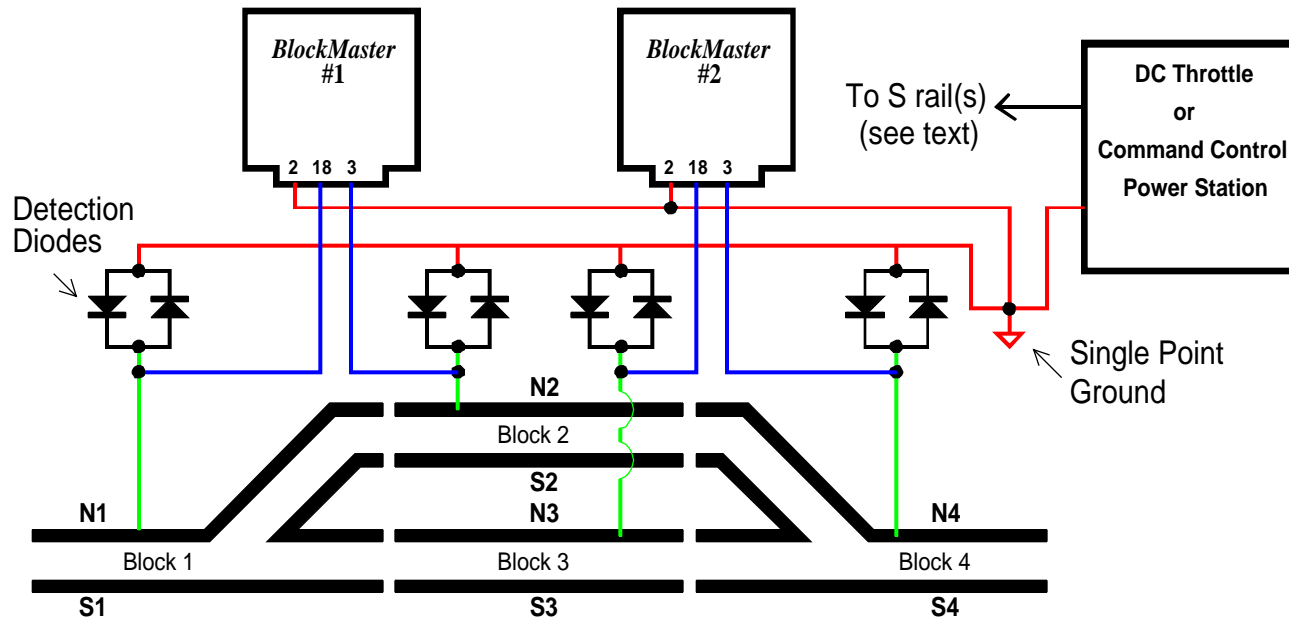 BlockMaster
#1
2 18 3
BlockMaster
#2
2 18 3
To S rail(s)
(see text)
DC Throttle
or
Command Control
Power Station
Detection
Diodes
Single Point
Ground
N2
Block 2
S2
N1
N3
N4
Block 1
Block 3
Block 4
S1
S3
S4